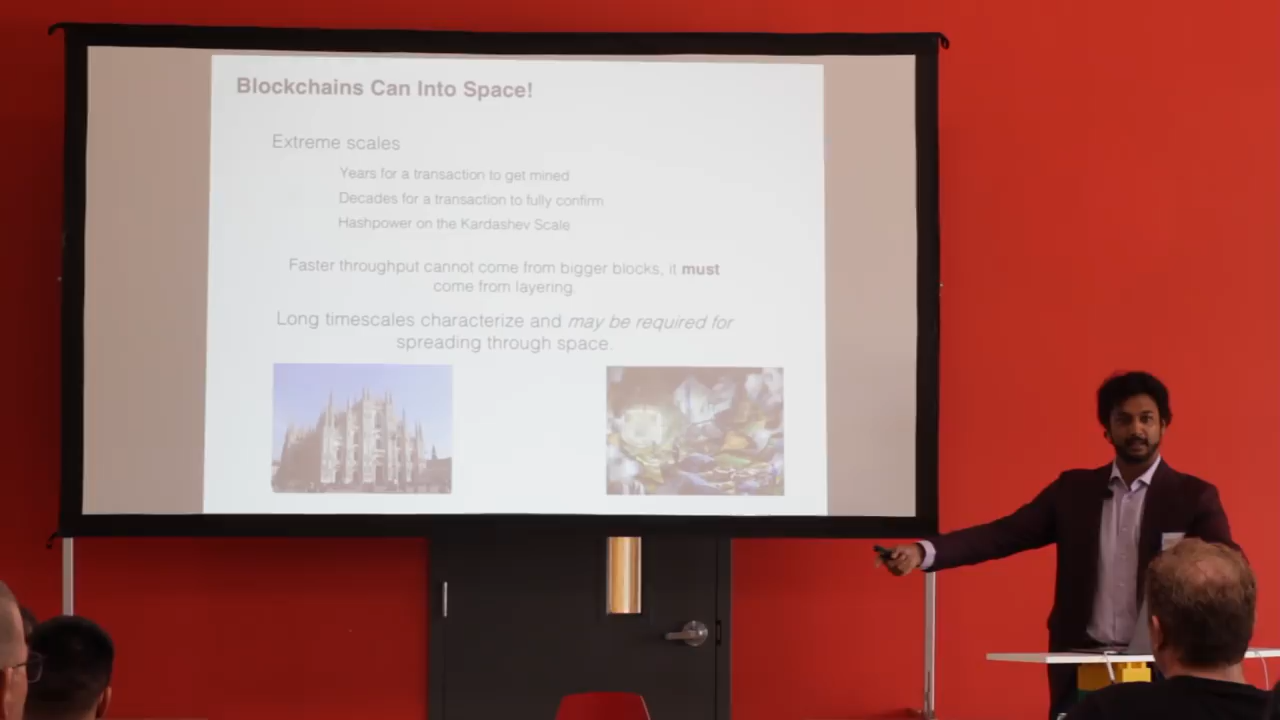 Blockchains Can Into Space!
Extreme scales
Years for a transaction to get mined
Decades for a transaction to fully confirm
Hashpower on the Kardashev Scale
Faster throughput cannot come from bigger blocks, it must
come from layering.
Long timescales characterize and may be required for
spreading through space.